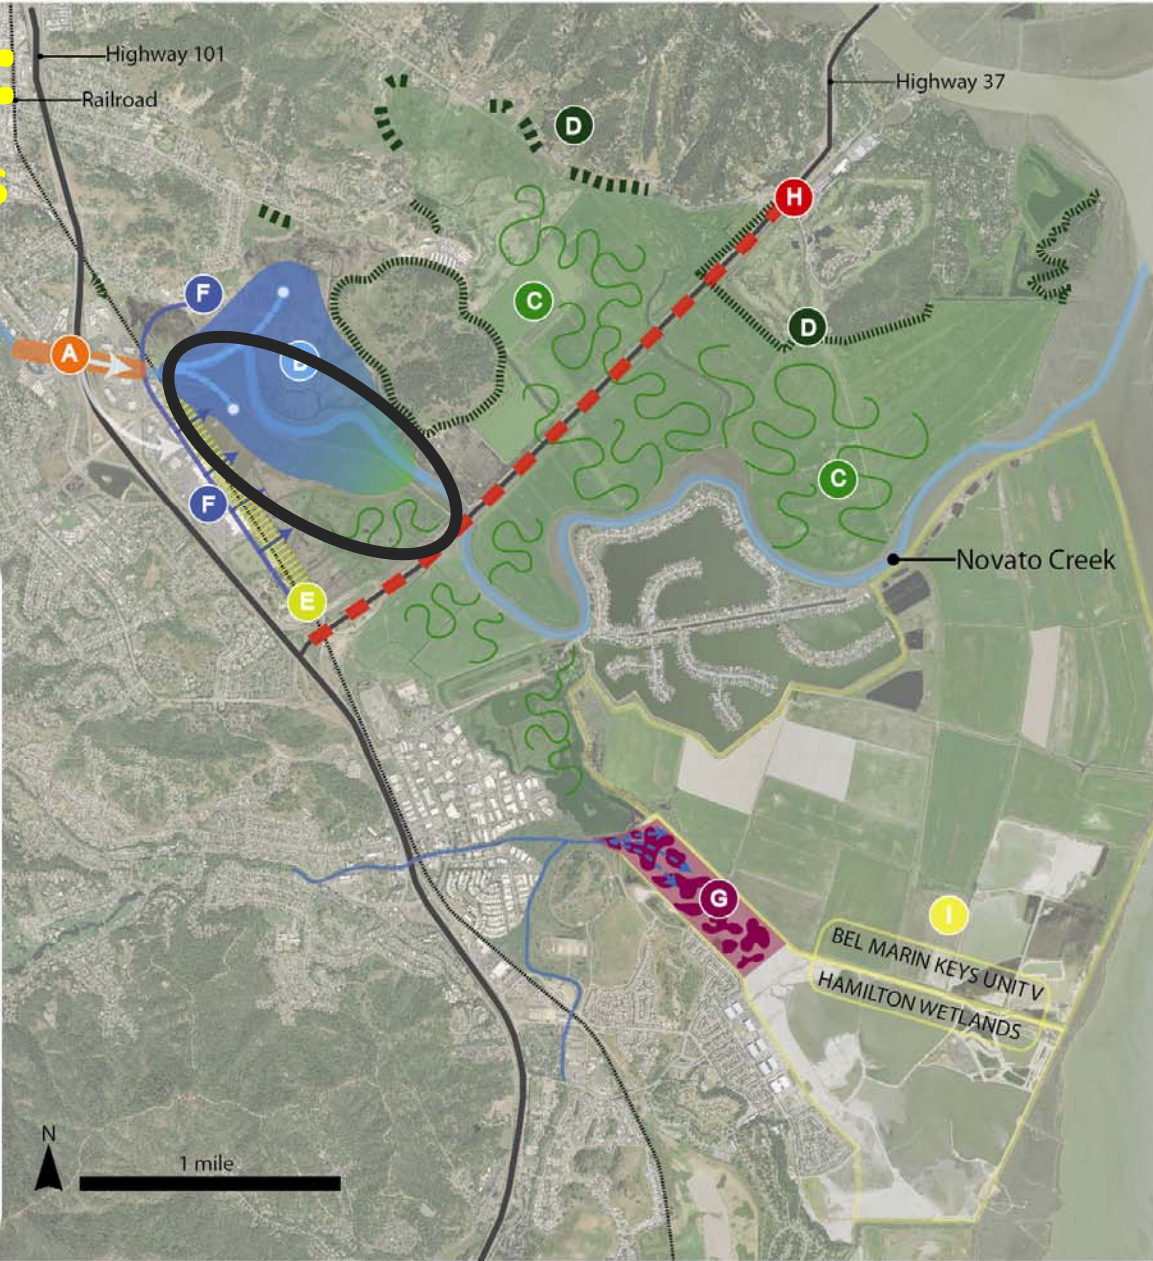 Highway 101
Railroad
Highway 37
D
H
F
C
D
A
C
F
Novato Creek
E
G
I
BEL MARIN KEYS UNIT V
HAMILTON WETLANDS
N
1 mile